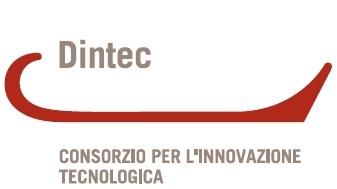 Dintec
CONSORZIO PER L'INNOVAZIONE
TECNOLOGICA